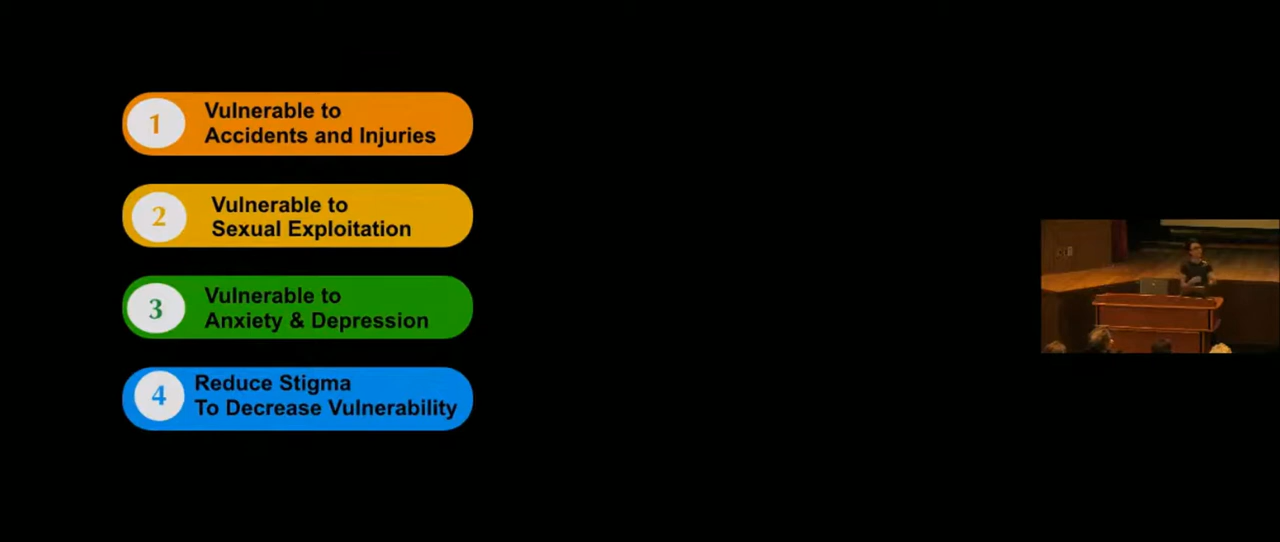 1
Vulnerable to
Accidents and Injuries
2
Vulnerable to
Sexual Exploitation
3
Vulnerable to
Anxiety & Depression
4
Reduce Stigma
To Decrease Vulnerability